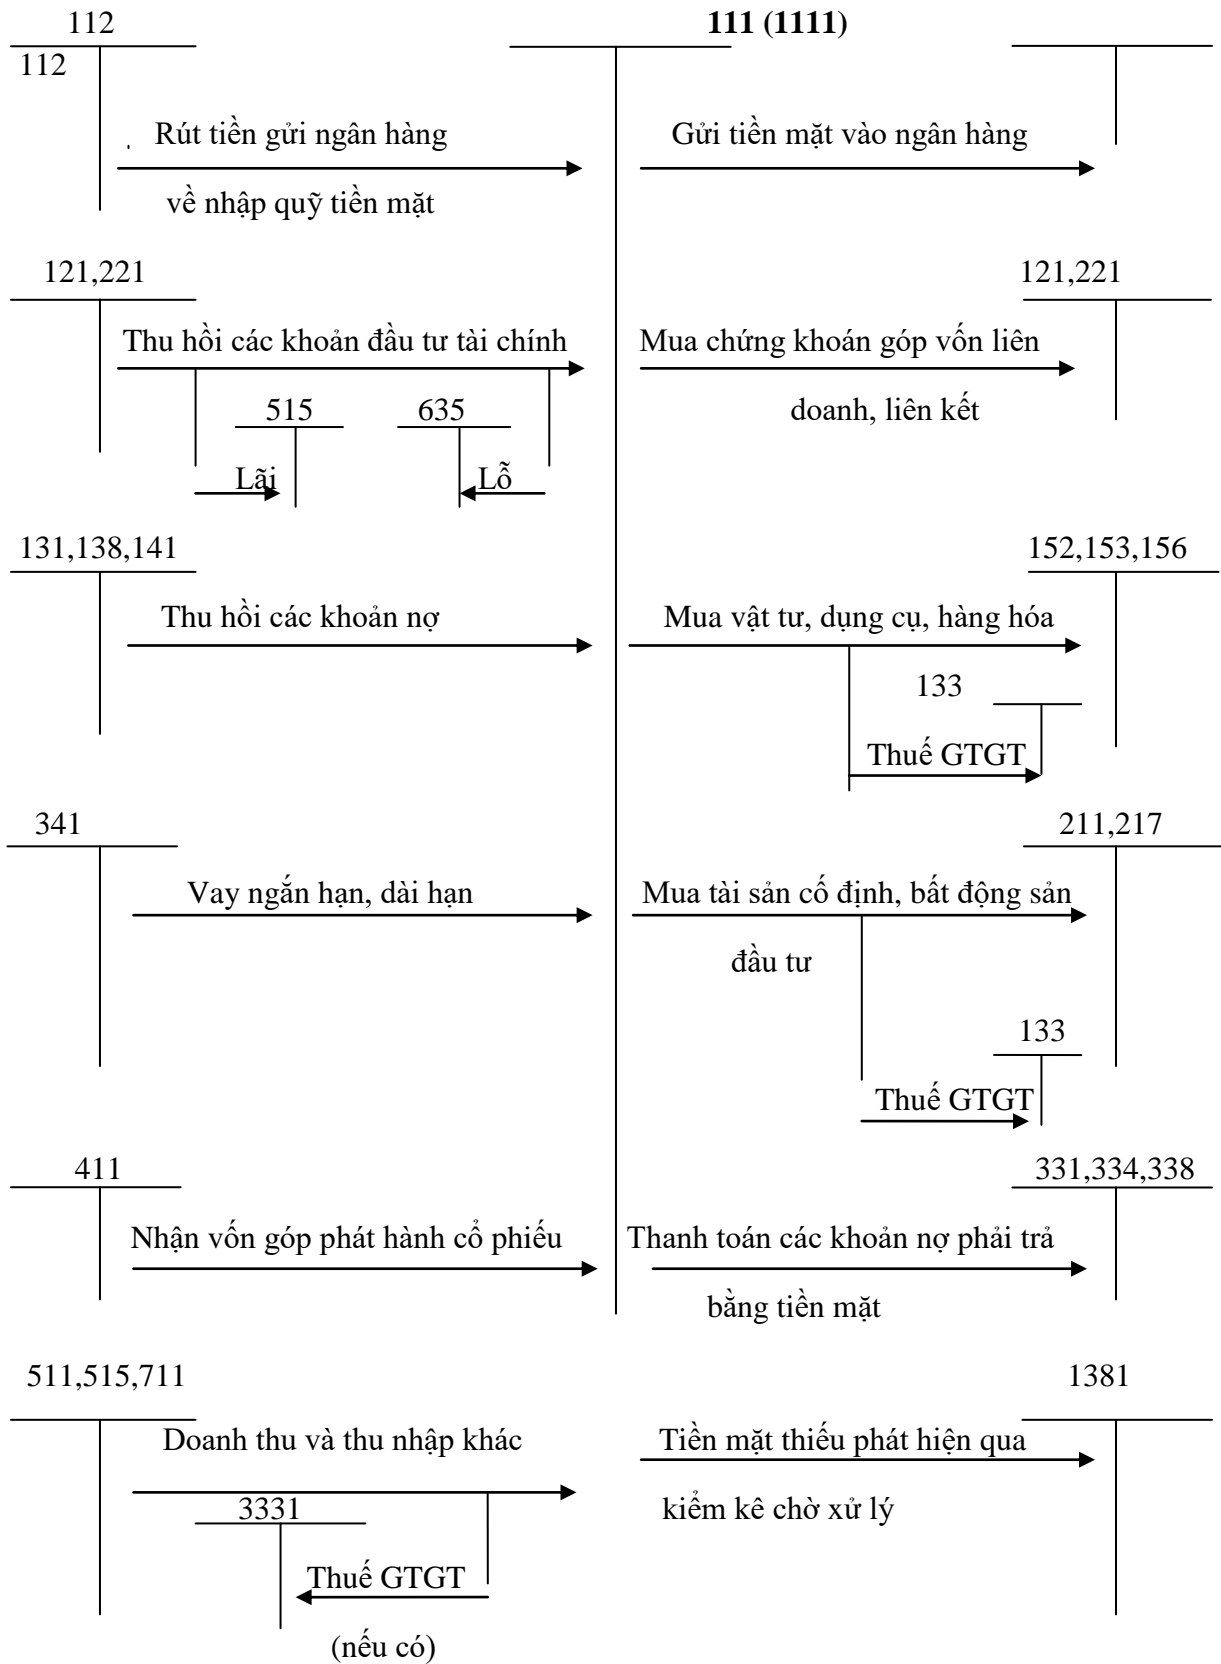 112
111 (1111)
112
Rút tiền gửi ngân hàng
Gửi tiền mặt vào ngân hàng
về nhập quỹ tiền mặt
121,221
121,221
Thu hồi các khoản đầu tư tài chính
Mua chứng khoán góp vốn liên
515
635
doanh, liên kết
Lãi
Lỗ
131,138,141
152,153,156
Thu hồi các khoản nợ
Mua vật tư, dụng cụ, hàng hóa
133
Thuế GTGT
341
211,217
Vay ngắn hạn, dài hạn
Mua tài sản cố định, bất động sản
đầu tư
133
Thuế GTGT
411
331,334,338
Nhận vốn góp phát hành cổ phiếu
Thanh toán các khoản nợ phải trả
bằng tiền mặt
511,515,711
1381
Doanh thu và thu nhập khác
Tiền mặt thiếu phát hiện qua
3331
kiểm kê chờ xử lý
Thuế GTGT
(nếu có)